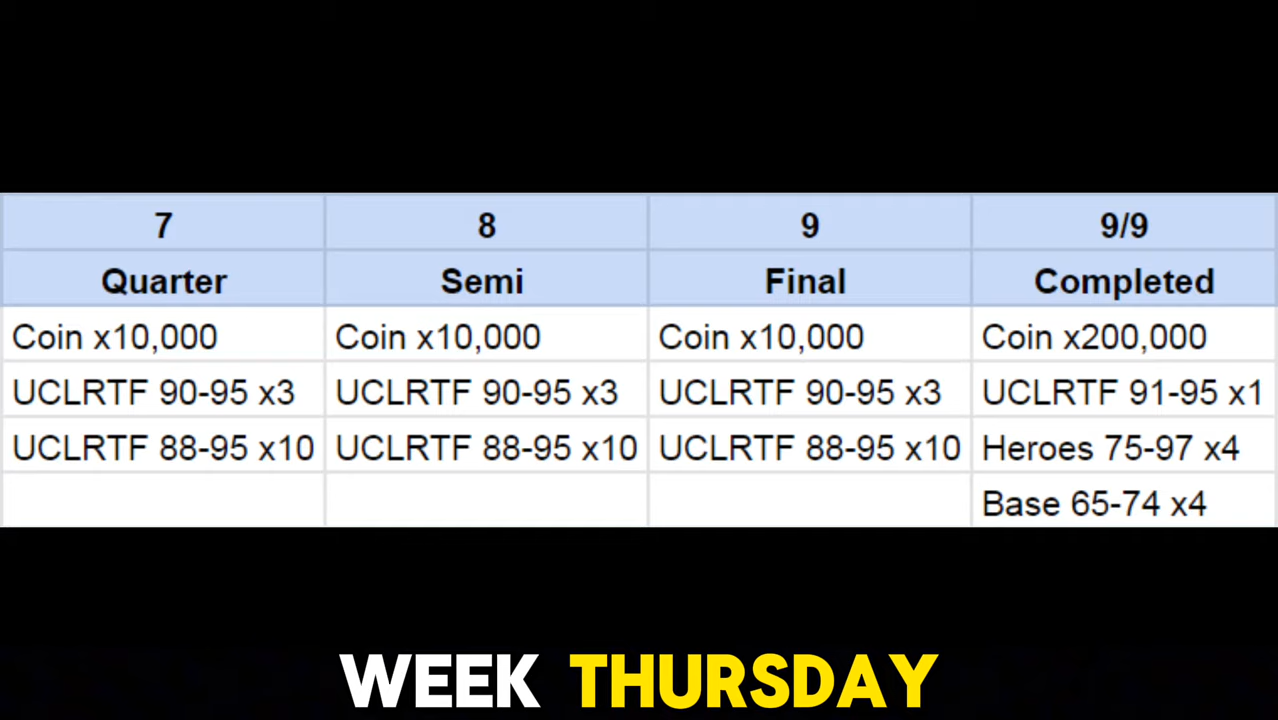 7 8 9 9/9
Quarter Semi Final Completed
Coin x10,000 Coin x10,000 Coin x10,000 Coin x200,000
UCLRTF 90-95 x3 UCLRTF 90-95 x3 UCLRTF 90-95 x3 UCLRTF 91-95 x1
UCLRTF 88-95 x10 UCLRTF 88-95 x10 UCLRTF 88-95 x10 Heroes 75-97 x4
Base 65-74 x4
WEEK THURSDAY